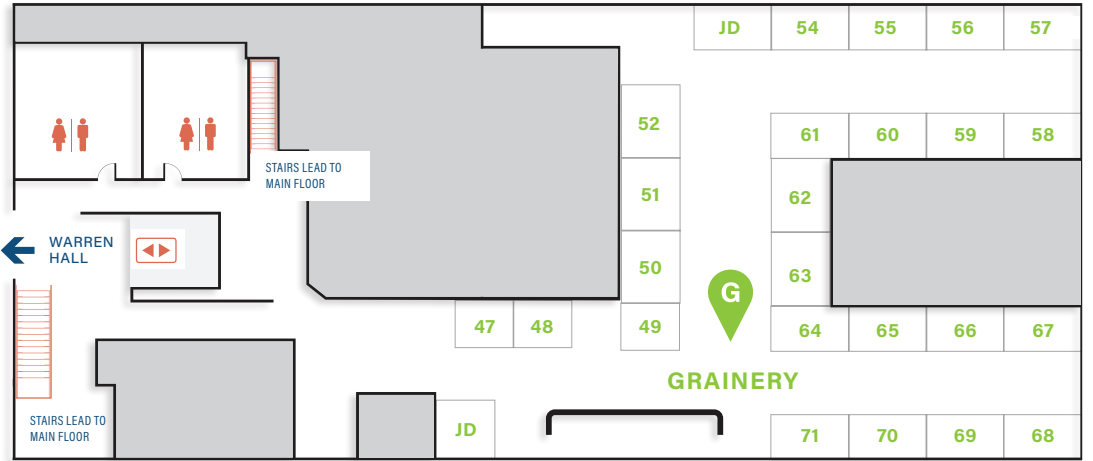 JD 54 55 56 57
52
61 60 59 58
STAIRS LEAD TO
MAIN FLOOR
51
62
WARREN
HALL
50
63
G
47 48
49
64 65 66 67
GRAINERY
STAIRS LEAD TO
MAIN FLOOR
JD
71 70 69 68